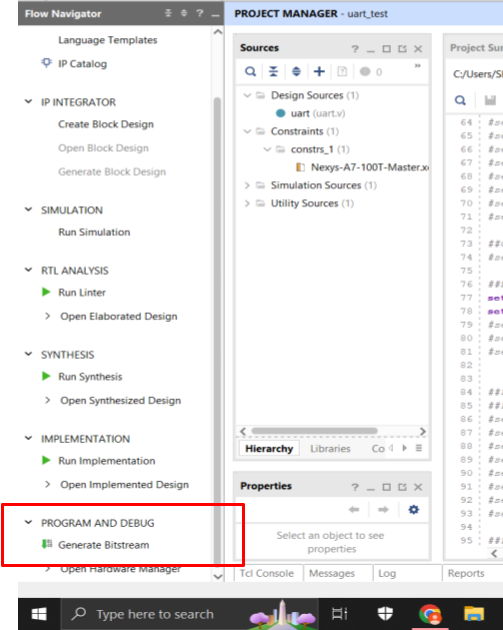 Flow Navigator
PROJECT MANAGER - uart_test
Language Templates
IP Catalog
IP INTEGRATOR
Create Block Design
Open Block Design
Generate Block Design
SIMULATION
Run Simulation
RTL ANALYSIS
Run Linter
Open Elaborated Design
SYNTHESIS
Run Synthesis
Open Synthesized Design
IMPLEMENTATION
Run Implementation
Open Implemented Design
PROGRAM AND DEBUG
Generate Bitstream
Open Hardware Manager
Sources
0
Design Sources (1)
uart (uart.v)
Constraints (1)
constrs_1 (1)
Nexys-A7-100T-Master.x
Simulation Sources (1)
Utility Sources (1)
Hierarchy Libraries Co
Properties
Select an object to see
properties
Tcl Console Messages Log
Project Su
C:/Users/S
64 #s
65 #s
66 #s
67 #s
68 #s
69 #s
70 #s
71 #s
72
73 ##
74 #s
75
76 ##
77 set
78 set
79 #s
80 #s
81 #s
82
83
84 ##
85 ##
86 #s
87 #s
88 #s
89 #s
90 #s
91 #s
92 #s
93 #s
94
95 ##
Reports
Type here to search